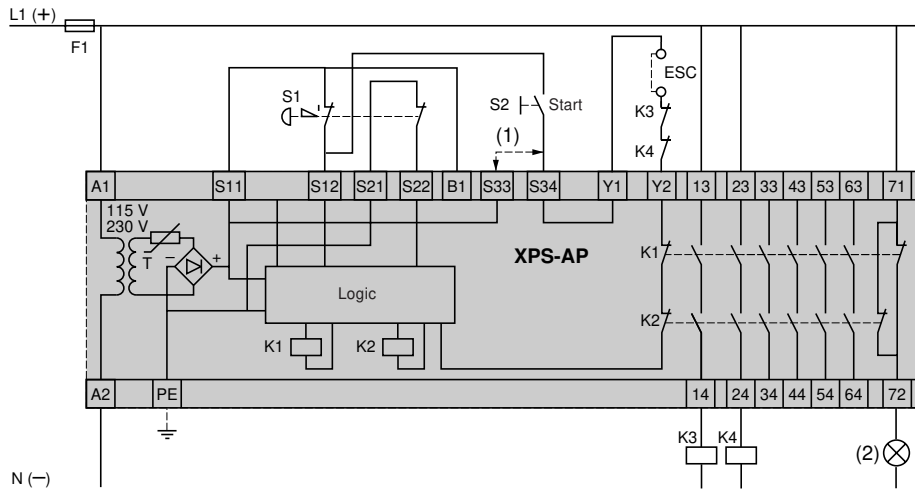 L1 (+)
F1
ESC
S1
S2
Start
K3
(1)
K4
A1 S11 S12 S21 S22 B1 S33 S34 Y1 Y2 13 23 33 43 53 63 71
115 V
230 V
T
–
+
XPS-AP
K1
Logic
K2
K1
K2
A2 PE 14 24 34 44 54 64 72
K3
K4
(2)
N (–)